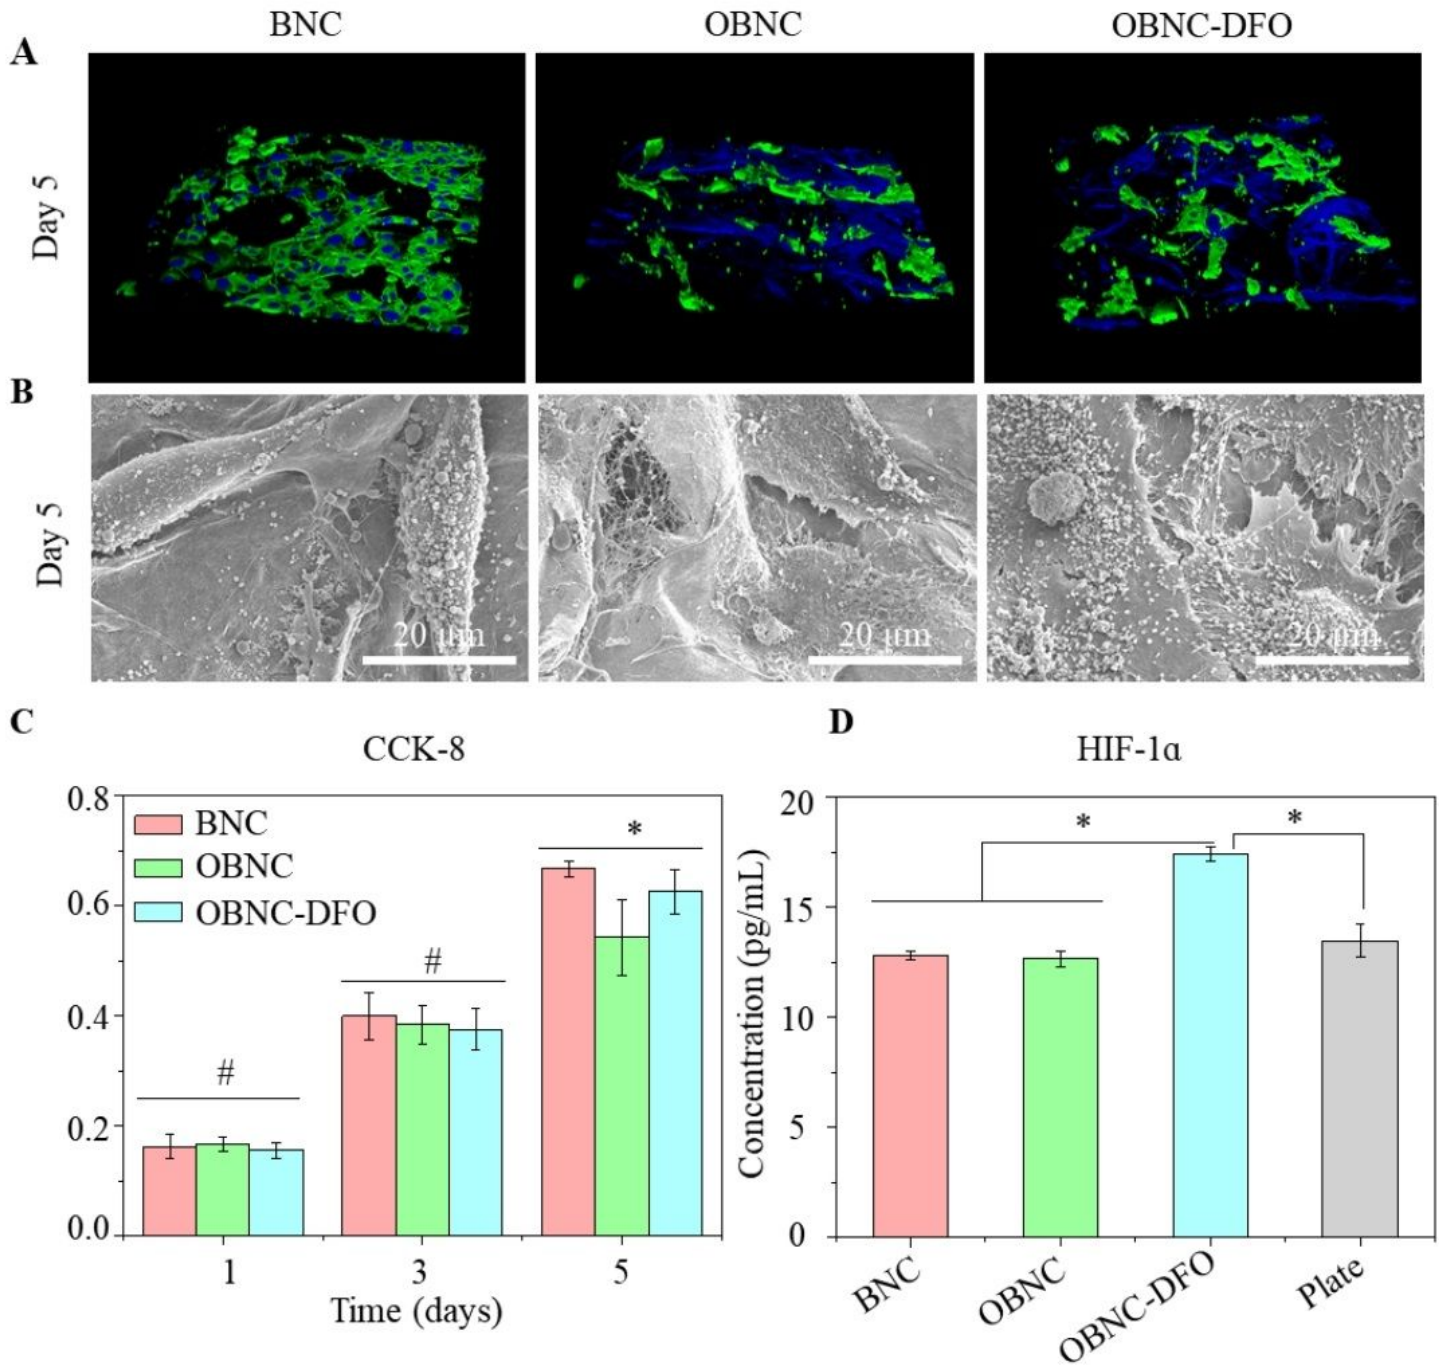 BNC OBNC OBNC-DFO
A
Day 5
B
Day 5
20 μm 20 μm 20 μm
C D
CCK-8 HIF-1α
0.8
0.6
0.4
0.2
0.0
BNC
OBNC
OBNC-DFO
#
#
*
1 3 5
Time (days)
Concentration (pg/mL)
20
15
10
5
0
* *
BNC OBNC OBNC-DFO Plate